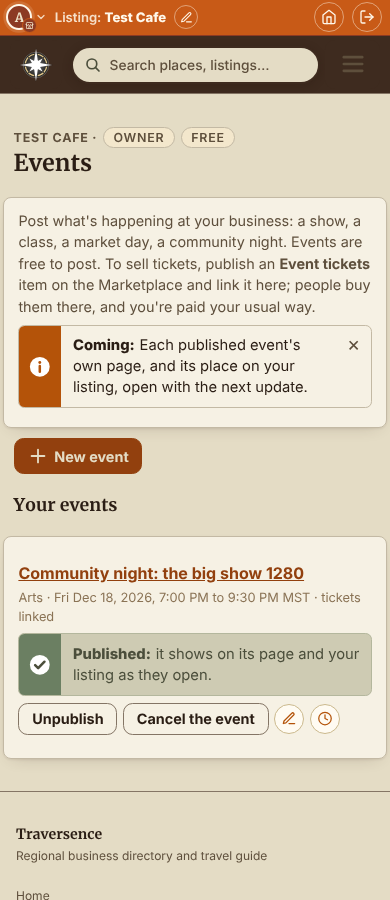 A
Listing: Test Cafe
Search places, listings...
TEST CAFE · OWNER FREE
Events
Post what's happening at your business: a show, a
class, a market day, a community night. Events are
free to post. To sell tickets, publish an Event tickets
item on the Marketplace and link it here; people buy
them there, and you're paid your usual way.
Coming: Each published event's
own page, and its place on your
listing, open with the next update.
New event
Your events
Community night: the big show 1280
Arts · Fri Dec 18, 2026, 7:00 PM to 9:30 PM MST · tickets
linked
Published: it shows on its page and your
listing as they open.
Unpublish Cancel the event
Traversence
Regional business directory and travel guide
Home